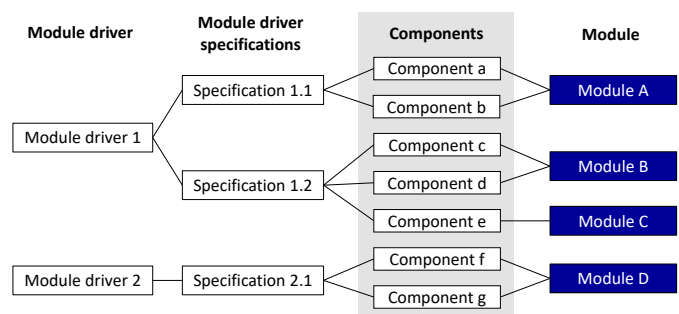 Module driver
Module driver
specifications
Components
Module
Component a
Specification 1.1
Module A
Component b
Module driver 1
Component c
Module B
Specification 1.2
Component d
Component e
Module C
Component f
Module driver 2
Specification 2.1
Module D
Component g